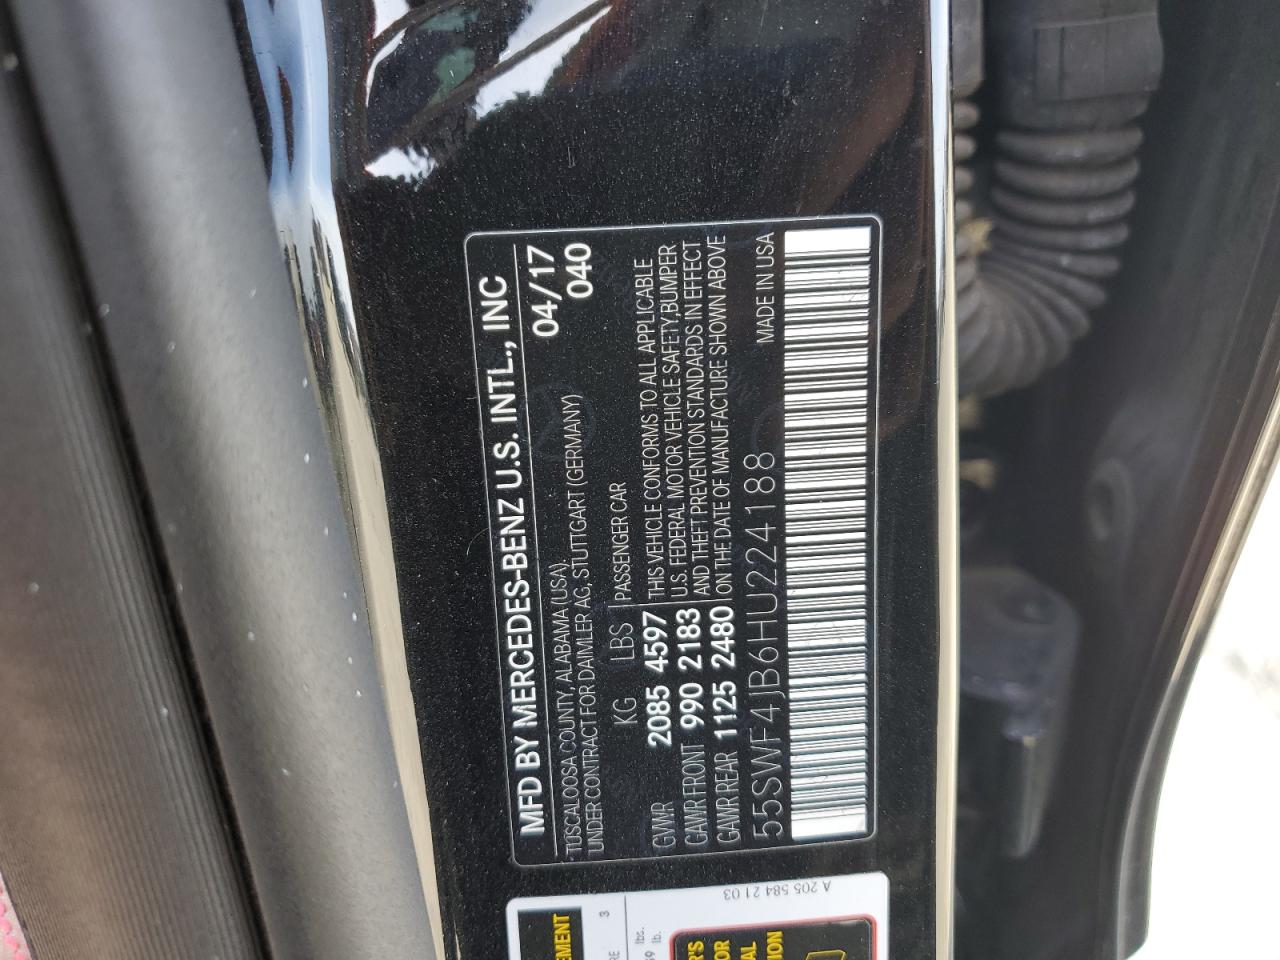 MFD BY MERCEDES-BENZ U.S. INTL., INC
TUSCALOOSA COUNTY, ALABAMA (USA). 04/17
UNDER CONTRACT FOR DAIMLER AG, STUTTGART (GERMANY) 040
KG LBS PASSENGER CAR
GVWR 2085 4597 THIS VEHICLE CONFORMS TO ALL APPLICABLE
GAWR FRONT 990 2183 U.S. FEDERAL MOTOR VEHICLE SAFETY,BUMPER
AND THEFT PREVENTION STANDARDS IN EFFECT
GAWR REAR 1125 2480 ON THE DATE OF MANUFACTURE SHOWN ABOVE
55SWF4JB6HU224188 MADE IN USA
A 205 584 21 03
3
lbs.
lb.